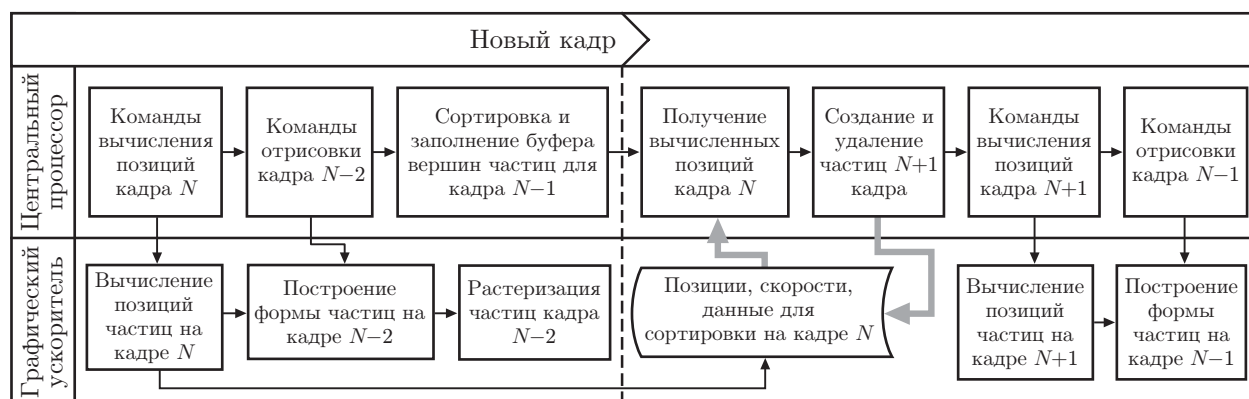 Новый кадр
Центральный
процессор
Команды
вычисления
позиций
кадра N
Команды
отрисовки
кадра N−2
Сортировка и
заполнение буфера
вершин частиц для
кадра N−1
Получение
вычисленных
позиций
кадра N
Создание и
удаление
частиц N+1
кадра
Команды
вычисления
позиций
кадра N+1
Команды
отрисовки
кадра N−1
Графический
ускоритель
Вычисление
позиций
частиц на
кадре N
Построение
формы частиц на
кадре N−2
Растеризация
частиц кадра
N−2
Позиции, скорости,
данные для
сортировки на кадре N
Вычисление
позиций
частиц на
кадре N+1
Построение
формы
частиц на
кадре N−1